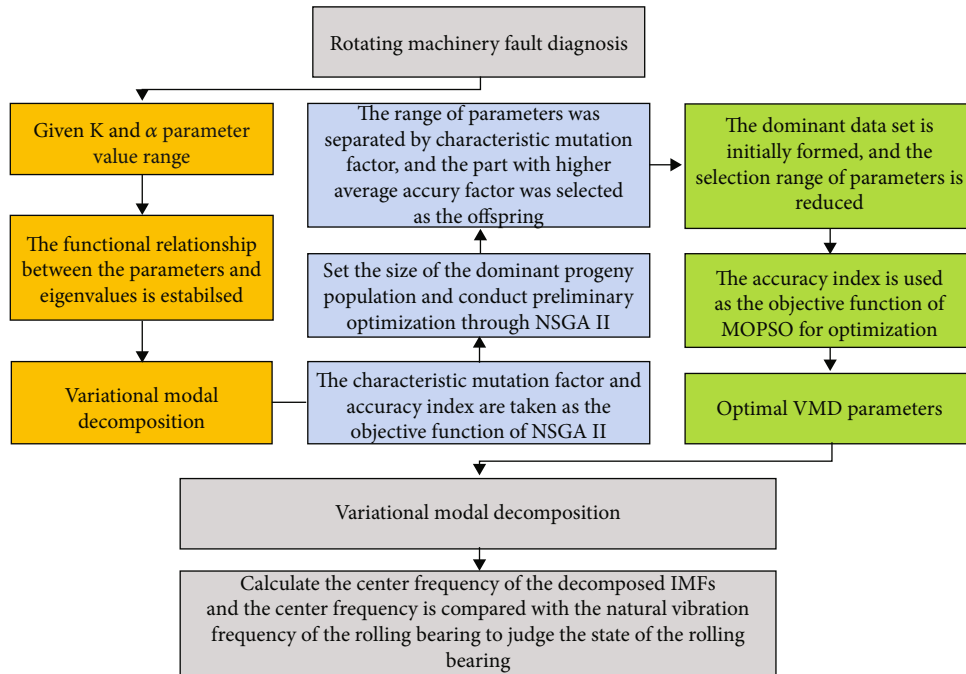 Rotating machinery fault diagnosis
Given K and α parameter
value range
The functional relationship
between the parameters and
eigenvalues is estabilsed
Variational modal
decomposition
The characteristic mutation factor and
accuracy index are taken as the
objective function of NSGA II
Set the size of the dominant progeny
population and conduct preliminary
optimization through NSGA II
The range of parameters was
separated by characteristic mutation
factor, and the part with higher
average accury factor was selected
as the offspring
The dominant data set is
initially formed, and the
selection range of parameters is
reduced
The accuracy index is used
as the objective function of
MOPSO for optimization
Optimal VMD parameters
Variational modal decomposition
Calculate the center frequency of the decomposed IMFs
and the center frequency is compared with the natural vibration
frequency of the rolling bearing to judge the state of the rolling
bearing